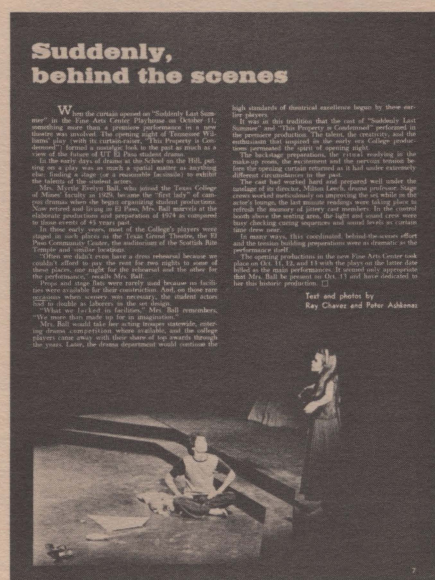 Suddenly,
behind the scenes
When the curtain opened on "Suddenly Last Sum-
mer" in the Fine Arts Center Playhouse on October 11,
something more than a premiere performance in a new
theatre was involved. The opening night of Tennessee Wil-
liams' play (with its curtain-raiser, "This Property is Con-
demned") formed a nostalgic look in the past as much as a
view of the future of UT El Paso student drama.
In the early days of drama at the School on the Hill, put-
ting on a play was as much a spatial matter as anything
else: finding a stage (or a reasonable facsimile) to exhibit
the talents of the student actors.
Mrs. Myrtle Evelyn Ball, who joined the Texas College
of Mines' faculty in 1929, became the "first lady" of cam-
pus dramas when she began organizing student productions.
Now retired and living in El Paso, Mrs. Ball marvels at the
elaborate productions and preparation of 1974 as compared
to those events of 45 years past.
In those early years, most of the College's players were
staged in such places as the Texas Grand Theatre, the El
Paso Community Center, the auditorium of the Scottish Rite
Temple and similar locations.
"Often we didn't even have a dress rehearsal because we
couldn't afford to pay the rent for two nights to some of
these places, one night for the rehearsal and the other for
the performance," recalls Mrs. Ball.
Props and stage flats were rarely used because no facili-
ties were available for their construction. And, on those rare
occasions when scenery was necessary, the student actors
had to double as laborers in the set design.
"What we lacked in facilities," Mrs. Ball remembers,
"We more than made up for in imagination."
Mrs. Ball would take her acting troupes statewide, enter-
ing drama competition where available, and the college
players came away with their share of top awards through
the years. Later, the drama department would continue the
high standards of theatrical excellence begun by these ear-
lier players.
It was in this tradition that the cast of "Suddenly Last
Summer" and "This Property is Condemned" performed in
the premiere production. The talent, the creativity, and the
enthusiasm that inspired the early era College produc-
tions permeated the spirit of opening night.
The backstage preparations, the ritual readying in the
make-up room, the excitement and the nervous tension be-
fore the opening curtain returned as it had under extremely
different circumstances in the past.
The cast had worked hard and prepared well under the
tutelage of its director, Milton Leech, drama professor. Stage
crews worked meticulously on improving the set while in the
actor's lounge, the last minute readings were taking place to
refresh the memory of jittery cast members. In the control
booth above the seating area, the light and sound crew were
busy checking cueing sequences and sound levels as curtain
time drew near.
In many ways, this coordinated, behind-the-scenes effort
and the tension building preparations were as dramatic as the
performance itself.
The opening productions in the new Fine Arts Center took
place on Oct. 11, 12, and 13 with the plays on the latter date
billed as the main performances. It seemed only appropriate
that Mrs. Ball be present on Oct. 13 and have dedicated to
her this historic production. □
Text and photos by
Ray Chavez and Peter Ashkenaz
7